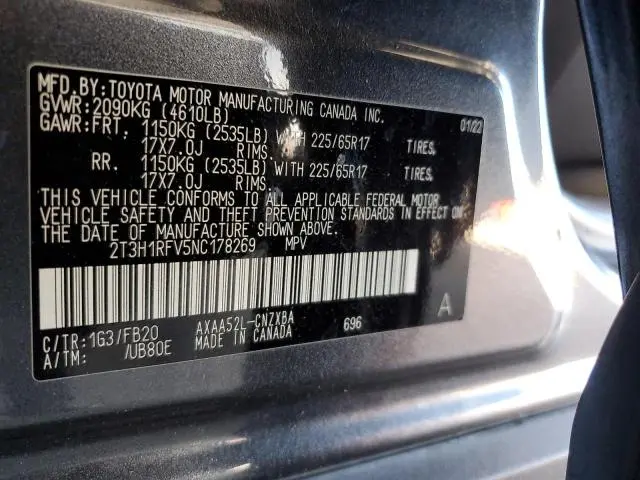 MFD.BY:TOYOTA MOTOR MANUFACTURING CANADA INC.
GVWR:2090KG (4610LB) 01/22
GAWR:FRT. 1150KG (2535LB) WITH 225/65R17 TIRES,
17X7.0J RIMS,
RR. 1150KG (2535LB) WITH 225/65R17 TIRES,
17X7.0J RIMS,
THIS VEHICLE CONFORMS TO ALL APPLICABLE FEDERAL MOTOR
VEHICLE SAFETY AND THEFT PREVENTION STANDARDS IN EFFECT ON
THE DATE OF MANUFACTURE SHOWN ABOVE.
2T3H1RFV5NC178269 MPV
C/TR:1G3/FB20 AXAA52L-CNZXBA 696 A
A/TM: /UB80E MADE IN CANADA